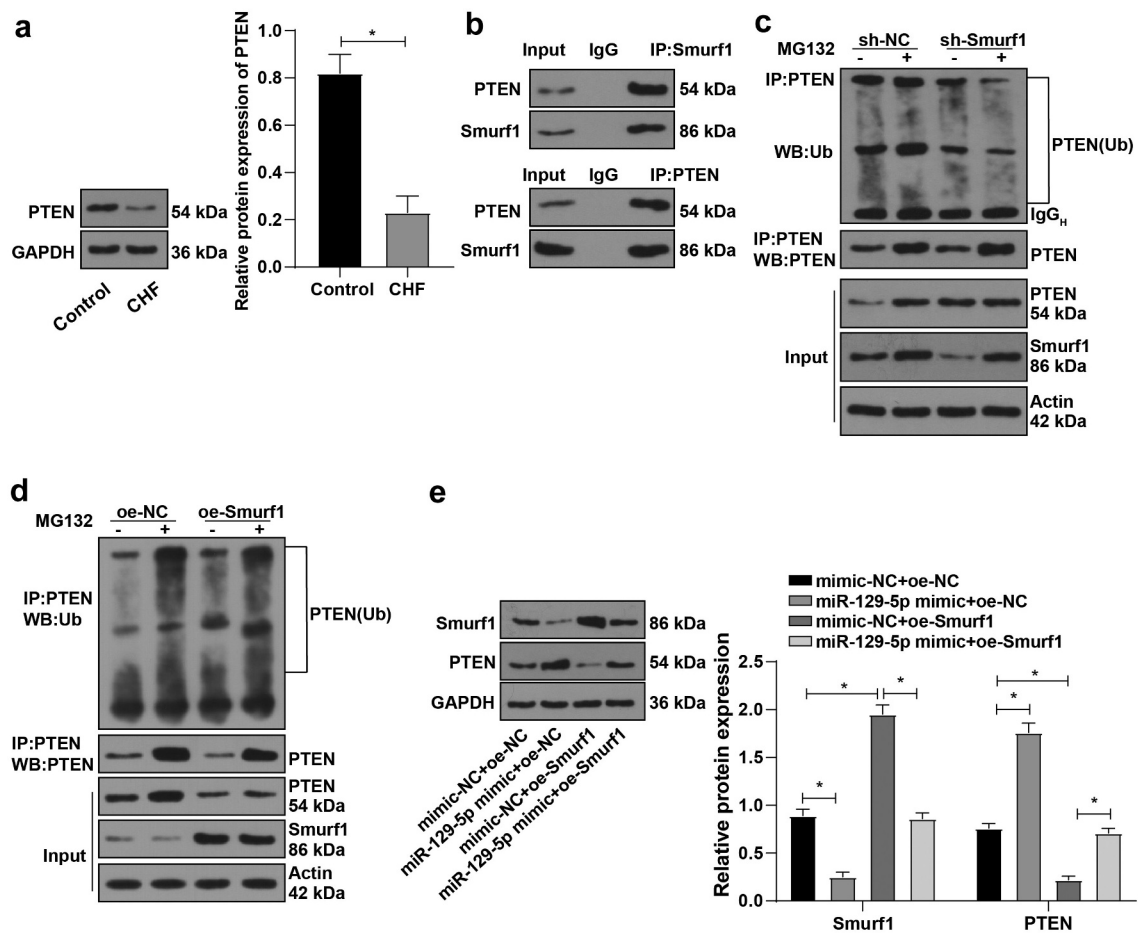 a
PTEN
54 kDa
GAPDH
36 kDa
Control
CHF
Relative protein expression of PTEN
1.0
0.8
0.6
0.4
0.2
0.0
*
Control
CHF
b
Input IgG IP:Smurf1
PTEN
54 kDa
Smurf1
86 kDa
Input IgG IP:PTEN
PTEN
54 kDa
Smurf1
86 kDa
c
sh-NC sh-Smurf1
MG132 - + - +
IP:PTEN
WB:Ub
PTEN(Ub)
IgGH
IP:PTEN
WB:PTEN
PTEN
Input
PTEN
54 kDa
Smurf1
86 kDa
Actin
42 kDa
d
oe-NC oe-Smurf1
MG132 - + - +
IP:PTEN
WB:Ub
PTEN(Ub)
IP:PTEN
WB:PTEN
PTEN
Input
PTEN
54 kDa
Smurf1
86 kDa
Actin
42 kDa
e
Smurf1
86 kDa
PTEN
54 kDa
GAPDH
36 kDa
mimic-NC+oe-NC
miR-129-5p mimic+oe-NC
mimic-NC+oe-Smurf1
miR-129-5p mimic+oe-Smurf1
mimic-NC+oe-NC
miR-129-5p mimic+oe-NC
mimic-NC+oe-Smurf1
miR-129-5p mimic+oe-Smurf1
Relative protein expression
2.5
2.0
1.5
1.0
0.5
0.0
* * * * * *
Smurf1
PTEN